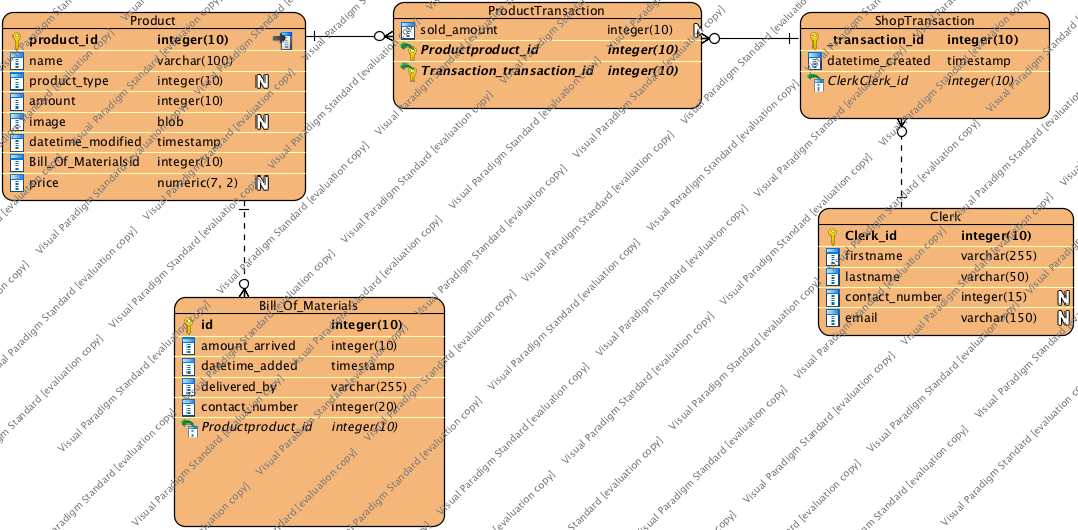 Product
product_id integer(10)
name varchar(100)
product_type integer(10) N
amount integer(10)
image blob N
datetime_modified timestamp
Bill_Of_MaterialsId integer(10)
price numeric(7, 2) N
ProductTransaction
sold_amount integer(10) N
Productproduct_id integer(10)
Transaction_transaction_id integer(10)
ShopTransaction
_transaction_id integer(10)
datetime_created timestamp
ClerkClerk_id integer(10)
Clerk
Clerk_id integer(10)
firstname varchar(255)
lastname varchar(50)
contact_number integer(15) N
email varchar(150) N
Bill_Of_Materials
id integer(10)
amount_arrived integer(10)
datetime_added timestamp
delivered_by varchar(255)
contact_number integer(20)
Productproduct_id integer(10)
Visual Paradigm Standard [evaluation copy]